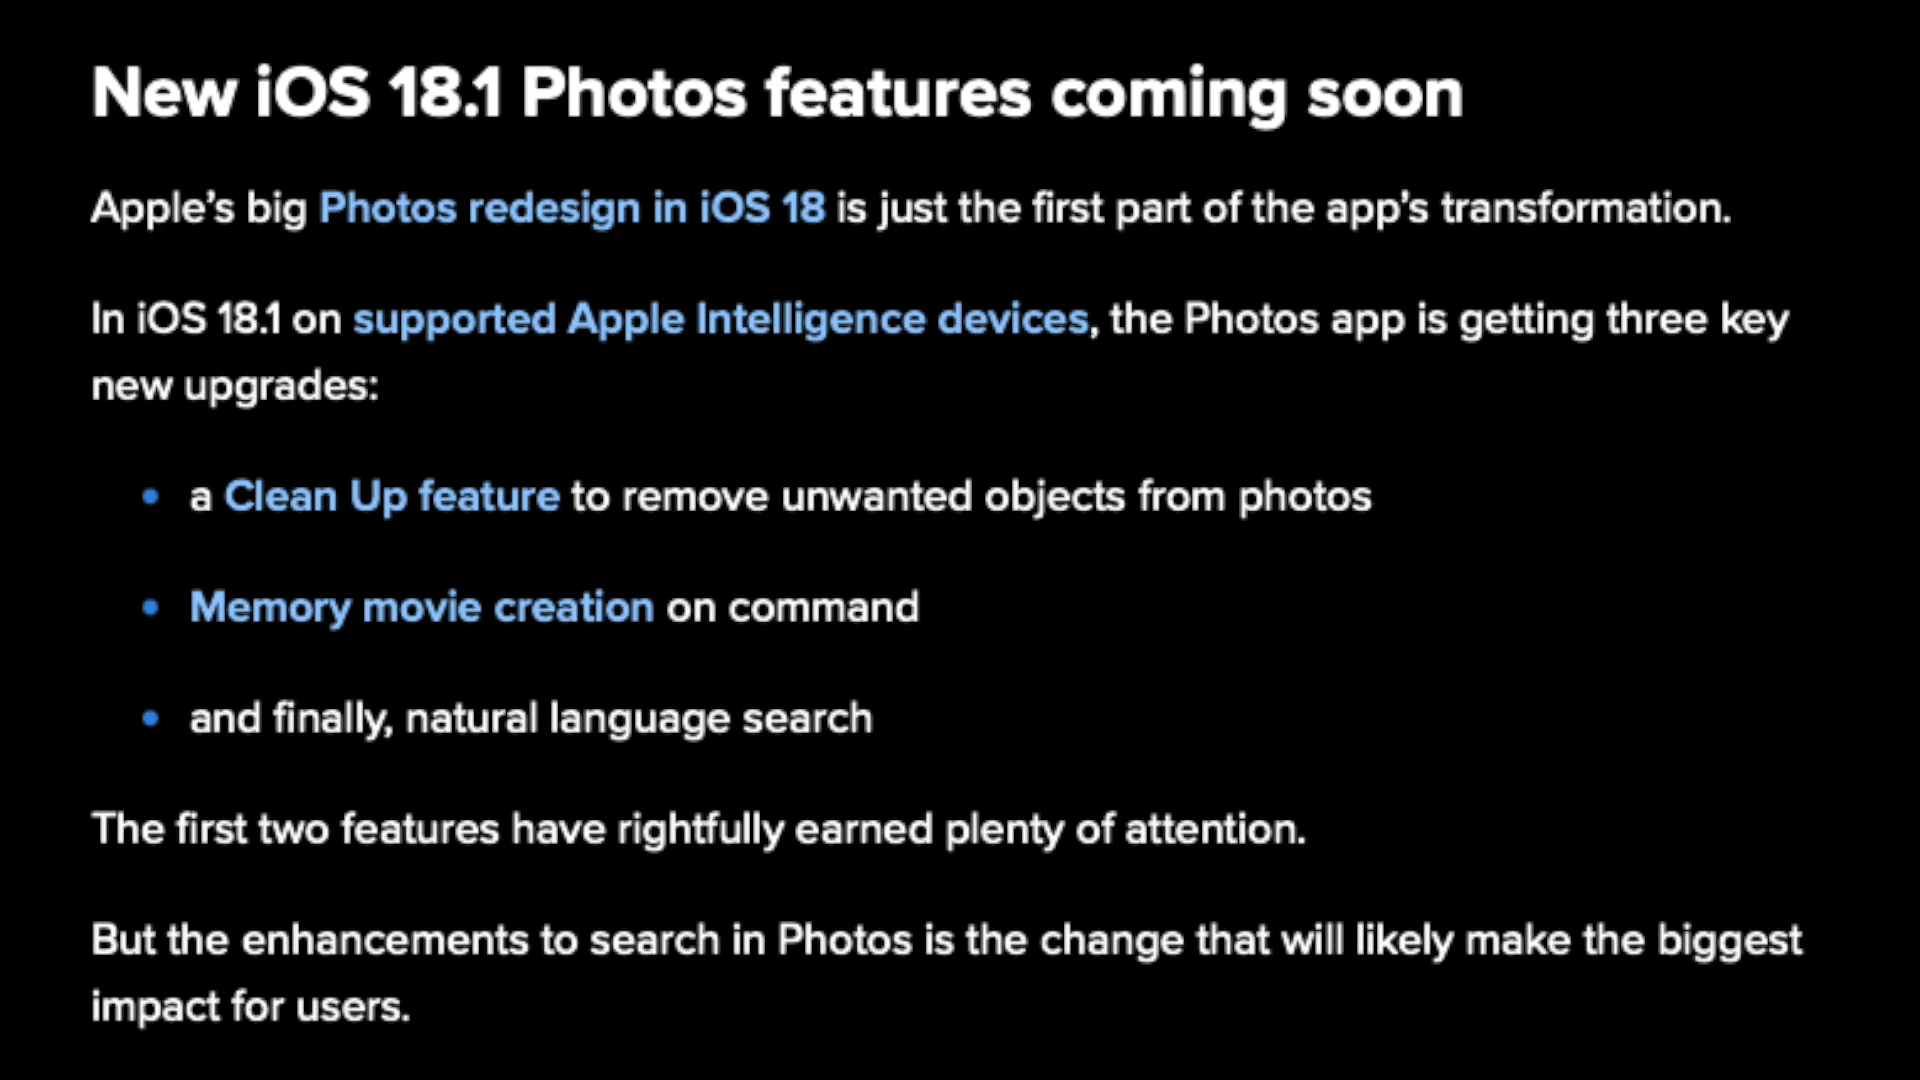 New iOS 18.1 Photos features coming soon
Apple’s big Photos redesign in iOS 18 is just the first part of the app’s transformation.
In iOS 18.1 on supported Apple Intelligence devices, the Photos app is getting three key
new upgrades:
• a Clean Up feature to remove unwanted objects from photos
• Memory movie creation on command
• and finally, natural language search
The first two features have rightfully earned plenty of attention.
But the enhancements to search in Photos is the change that will likely make the biggest
impact for users.